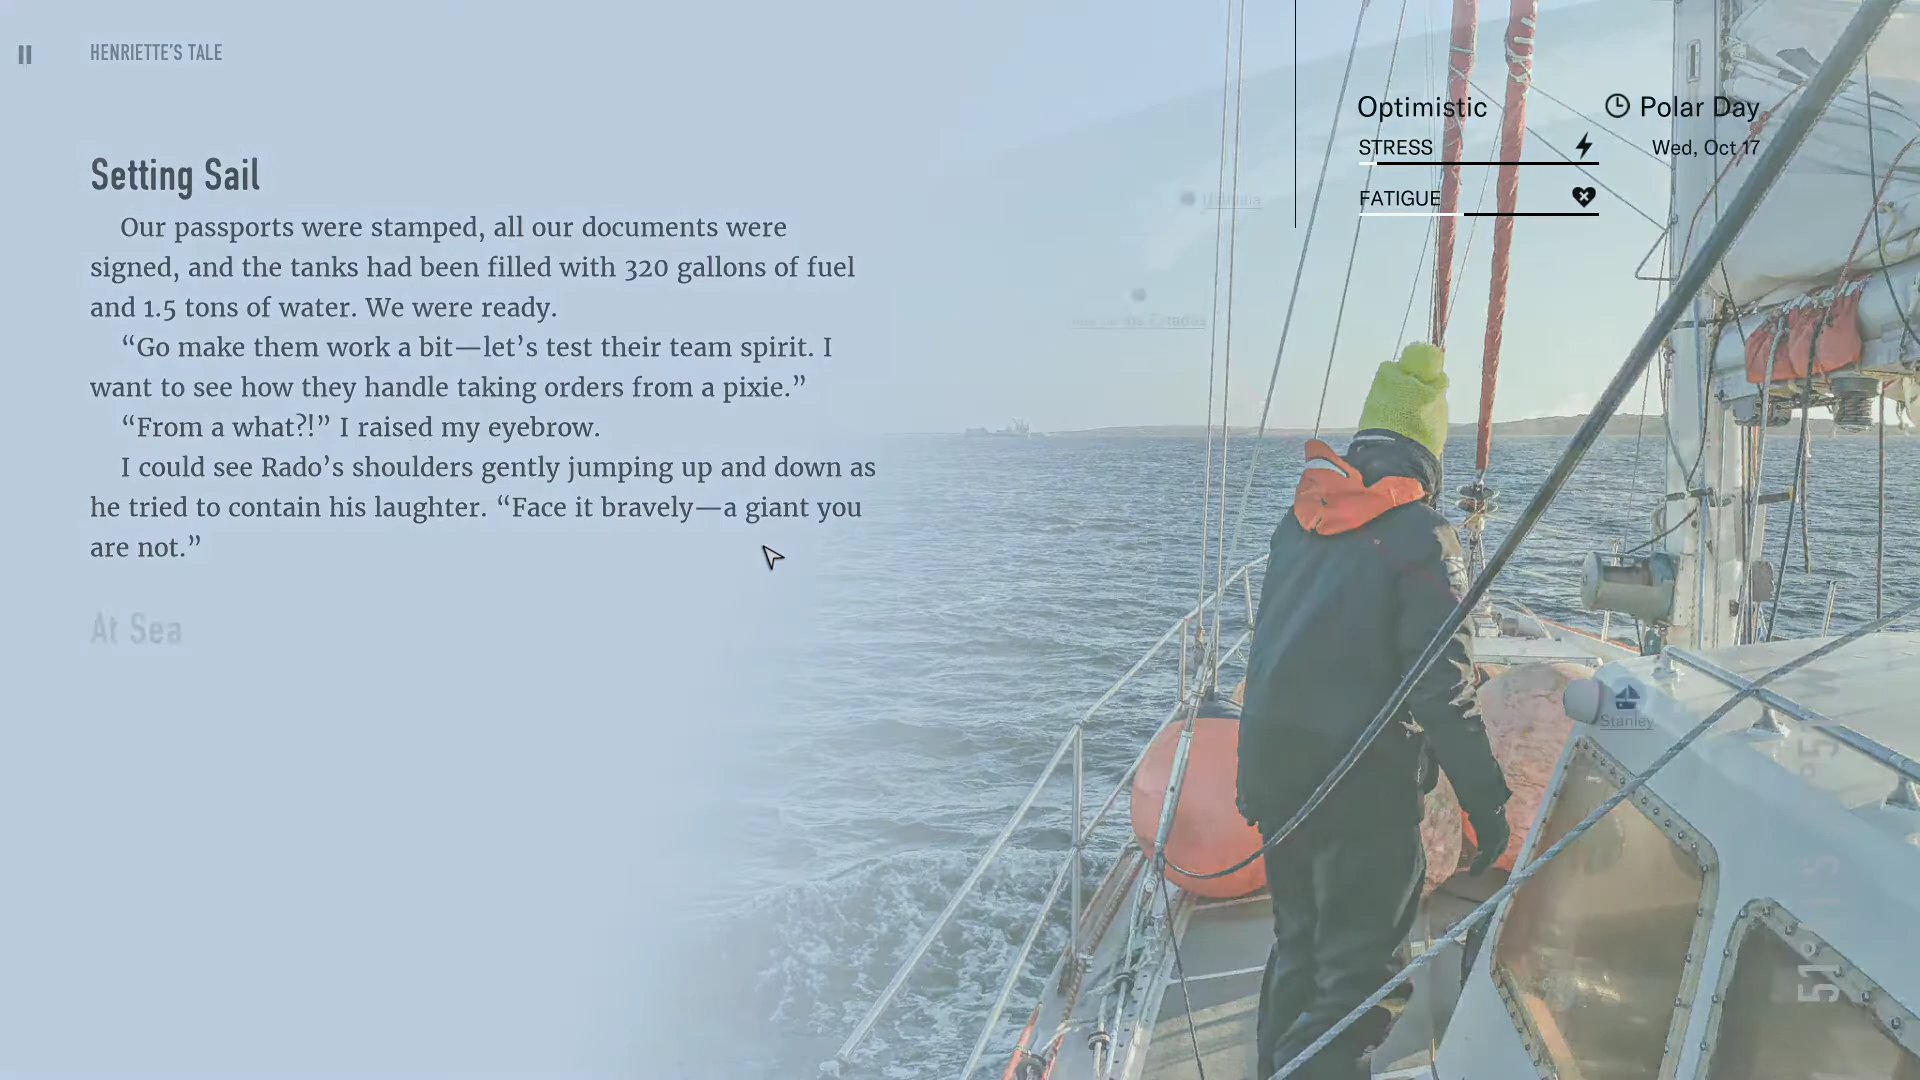 HENRIETTE'S TALE
Optimistic
Polar Day
STRESS
Wed, Oct 17
FATIGUE
Setting Sail
Our passports were stamped, all our documents were
signed, and the tanks had been filled with 320 gallons of fuel
and 1.5 tons of water. We were ready.
“Go make them work a bit—let’s test their team spirit. I
want to see how they handle taking orders from a pixie.”
“From a what?!” I raised my eyebrow.
I could see Rado’s shoulders gently jumping up and down as
he tried to contain his laughter. “Face it bravely—a giant you
are not.”
At Sea
Stanley
51°